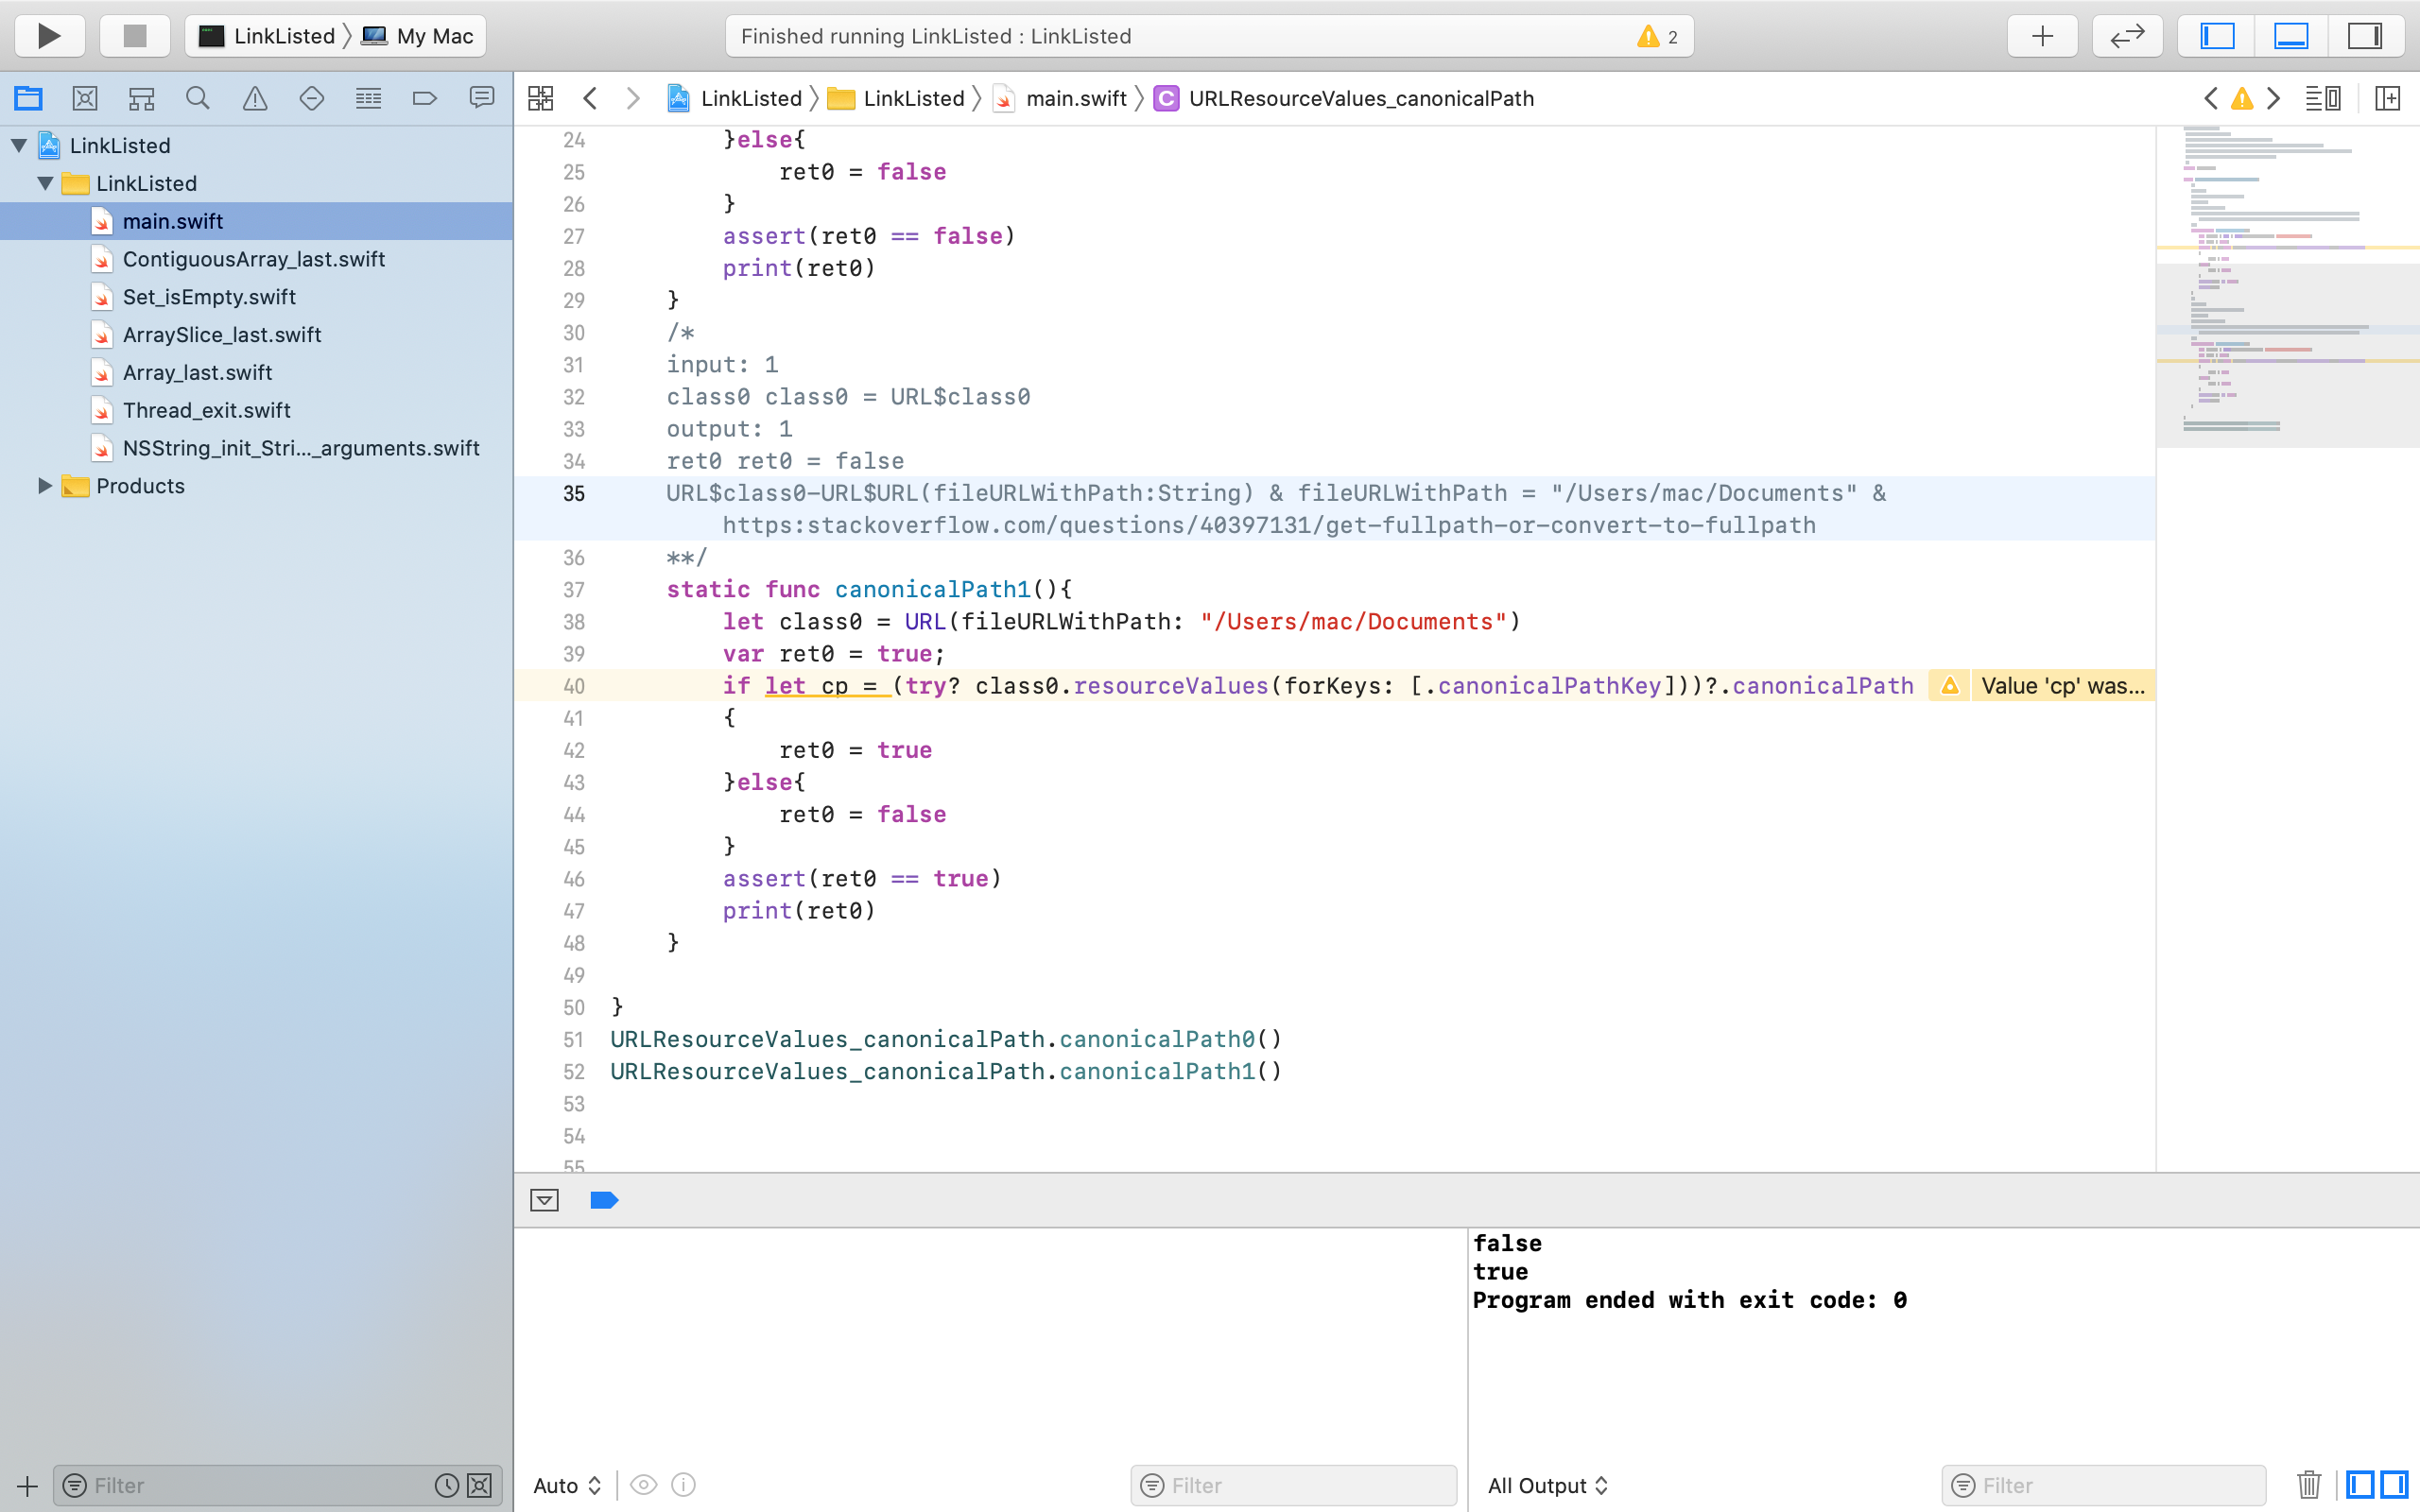 LinkListed
My Mac
Finished running LinkListed : LinkListed
2
LinkListed
LinkListed
main.swift
C
URLResourceValues_canonicalPath
LinkListed
LinkListed
main.swift
ContiguousArray_last.swift
Set_isEmpty.swift
ArraySlice_last.swift
Array_last.swift
Thread_exit.swift
NSString_init_Stri..._arguments.swift
Products
24 }else{
25 ret0 = false
26 }
27 assert(ret0 == false)
28 print(ret0)
29 }
30 /*
31 input: 1
32 class0 class0 = URL$class0
33 output: 1
34 ret0 ret0 = false
35 URL$class0-URL$URL(fileURLWithPath:String) & fileURLWithPath = "/Users/mac/Documents" &
https:stackoverflow.com/questions/40397131/get-fullpath-or-convert-to-fullpath
36 **/
37 static func canonicalPath1(){
38 let class0 = URL(fileURLWithPath: "/Users/mac/Documents")
39 var ret0 = true;
40 if let cp = (try? class0.resourceValues(forKeys: [.canonicalPathKey]))?.canonicalPath
Value 'cp' was...
41 {
42 ret0 = true
43 }else{
44 ret0 = false
45 }
46 assert(ret0 == true)
47 print(ret0)
48 }
49
50 }
51 URLResourceValues_canonicalPath.canonicalPath0()
52 URLResourceValues_canonicalPath.canonicalPath1()
53
54
55
false
true
Program ended with exit code: 0
Filter
Auto
Filter
All Output
Filter